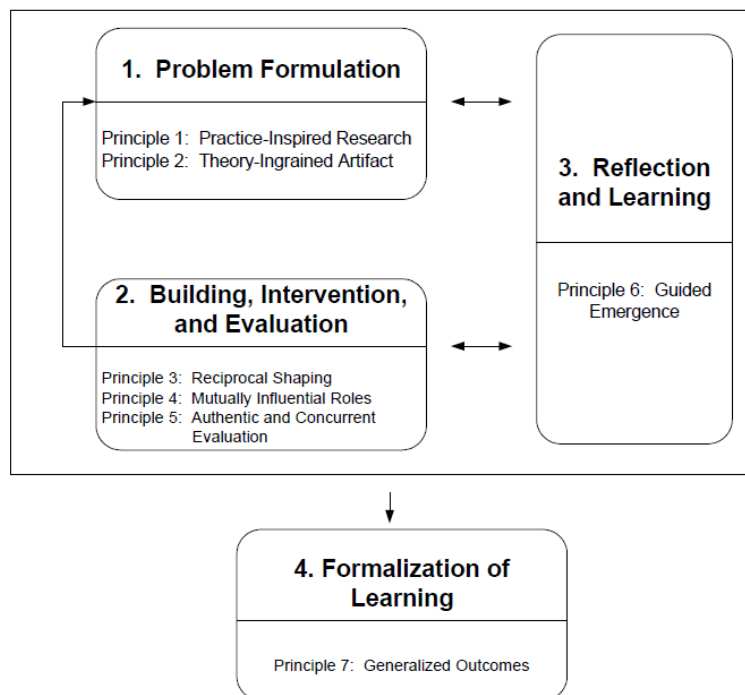 1. Problem Formulation
Principle 1: Practice-Inspired Research
Principle 2: Theory-Ingrained Artifact
2. Building, Intervention,
and Evaluation
Principle 3: Reciprocal Shaping
Principle 4: Mutually Influential Roles
Principle 5: Authentic and Concurrent
Evaluation
3. Reflection
and Learning
Principle 6: Guided
Emergence
4. Formalization of
Learning
Principle 7: Generalized Outcomes